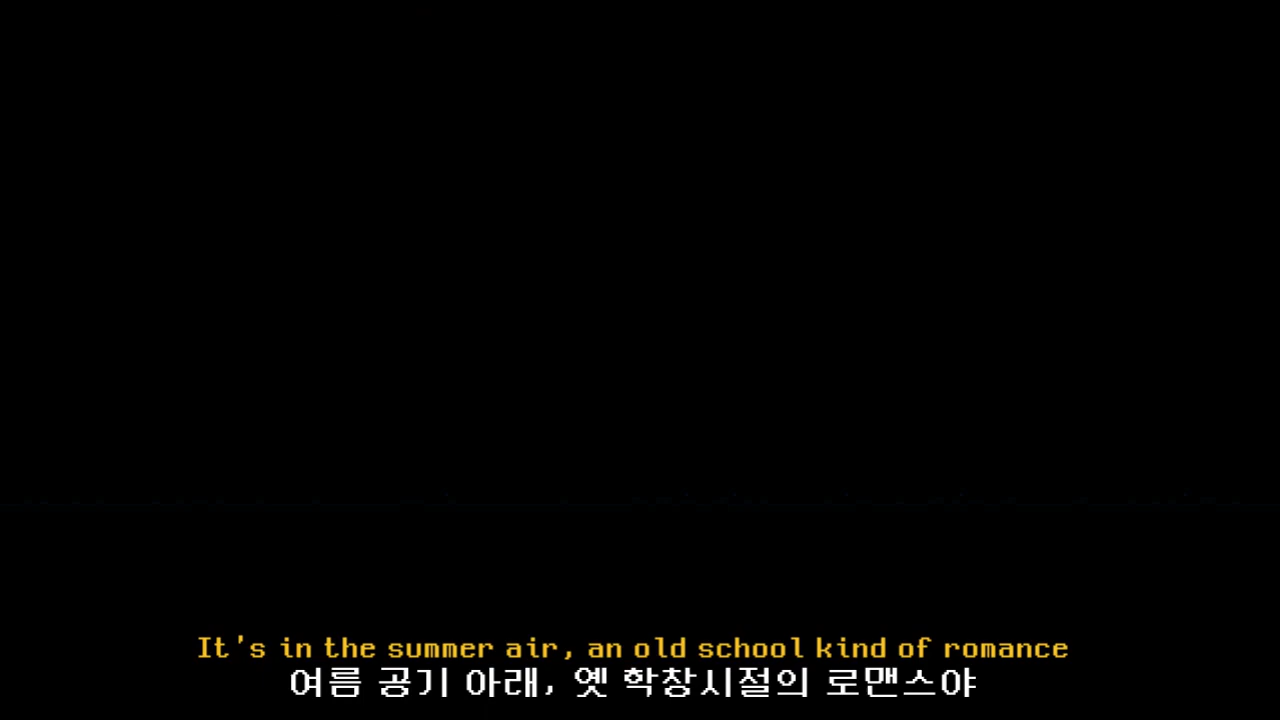 It's in the summer air, an old school kind of romance
여름 공기 아래, 옛 학창시절의 로맨스야